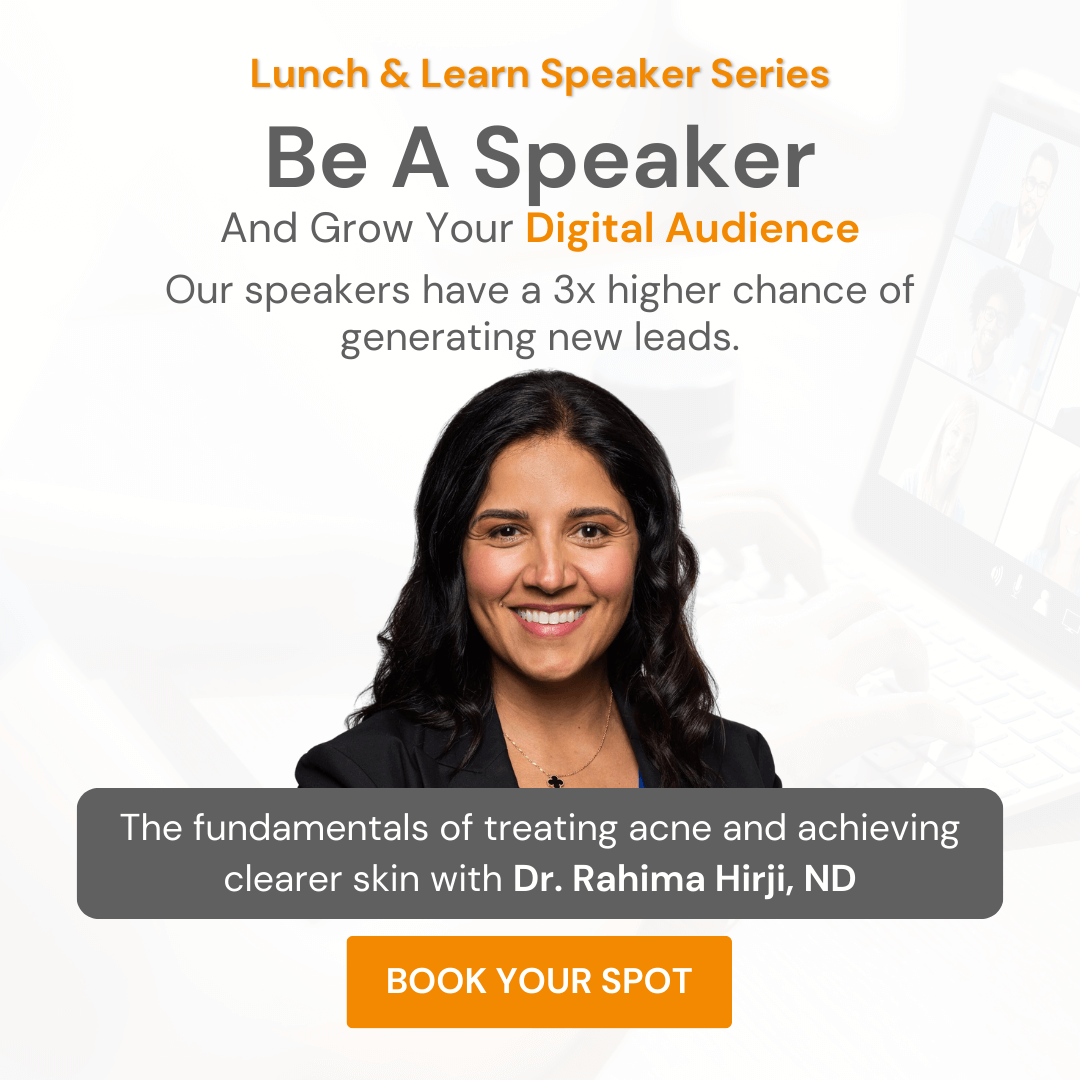 Lunch & Learn Speaker Series
Be A Speaker
And Grow Your Digital Audience
Our speakers have a 3x higher chance of
generating new leads.
The fundamentals of treating acne and achieving
clearer skin with Dr. Rahima Hirji, ND
BOOK YOUR SPOT